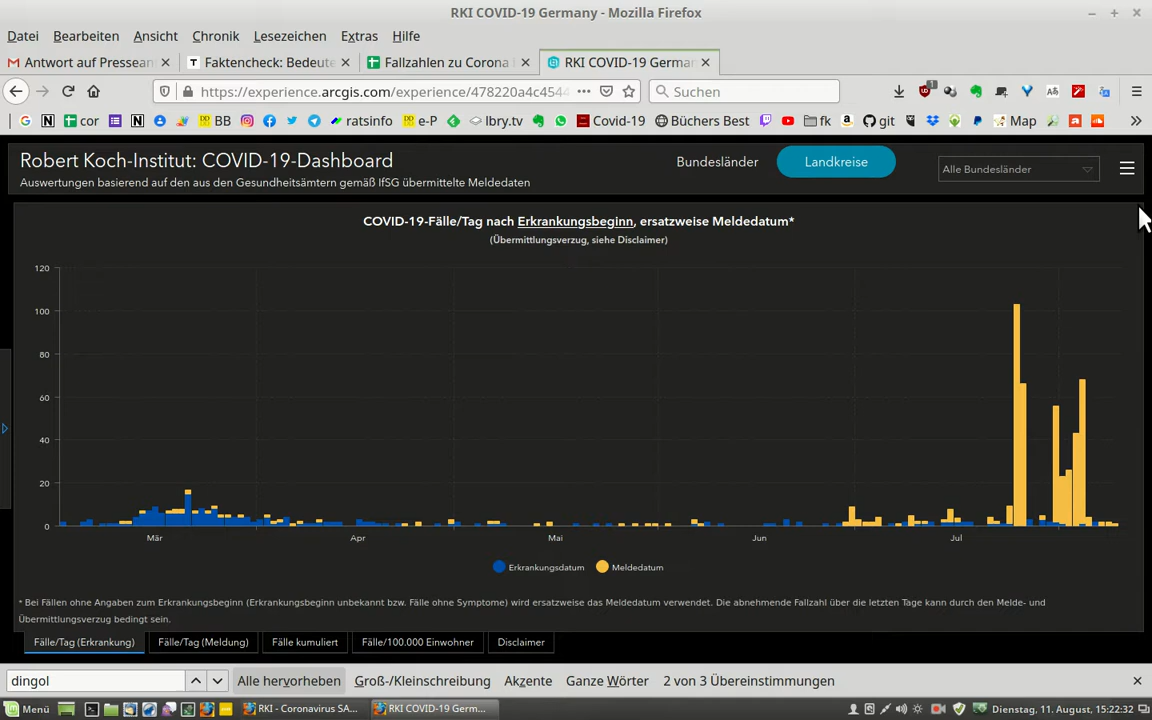 RKI COVID-19 Germany - Mozilla Firefox
Datei Bearbeiten Ansicht Chronik Lesezeichen Extras Hilfe
Antwort auf Pressean
Faktencheck: Bedeute
Fallzahlen zu Corona
RKI COVID-19 German
https://experience.arcgis.com/experience/478220a4c4544
Suchen
cor
BB
ratsinfo
e-P
lbry.tv
Covid-19
Büchers Best
fk
git
Map
Robert Koch-Institut: COVID-19-Dashboard
Auswertungen basierend auf den aus den Gesundheitsämtern gemäß IfSG übermittelte Meldedaten
Bundesländer
Landkreise
Alle Bundesländer
COVID-19-Fälle/Tag nach Erkrankungsbeginn, ersatzweise Meldedatum*
(Übermittlungsverzug, siehe Disclaimer)
120
100
80
60
40
20
0
Mär Apr Mai Jun Jul
Erkrankungsdatum Meldedatum
* Bei Fällen ohne Angaben zum Erkrankungsbeginn (Erkrankungsbeginn unbekannt bzw. Fälle ohne Symptome) wird ersatzweise das Meldedatum verwendet. Die abnehmende Fallzahl über die letzten Tage kann durch den Melde- und
Übermittlungsverzug bedingt sein.
Fälle/Tag (Erkrankung) Fälle/Tag (Meldung) Fälle kumuliert Fälle/100.000 Einwohner Disclaimer
dingol
Alle hervorheben Groß-/Kleinschreibung Akzente Ganze Wörter 2 von 3 Übereinstimmungen
Menü
RKI - Coronavirus SA...
RKI COVID-19 Germ...
Dienstag, 11. August, 15:22:32